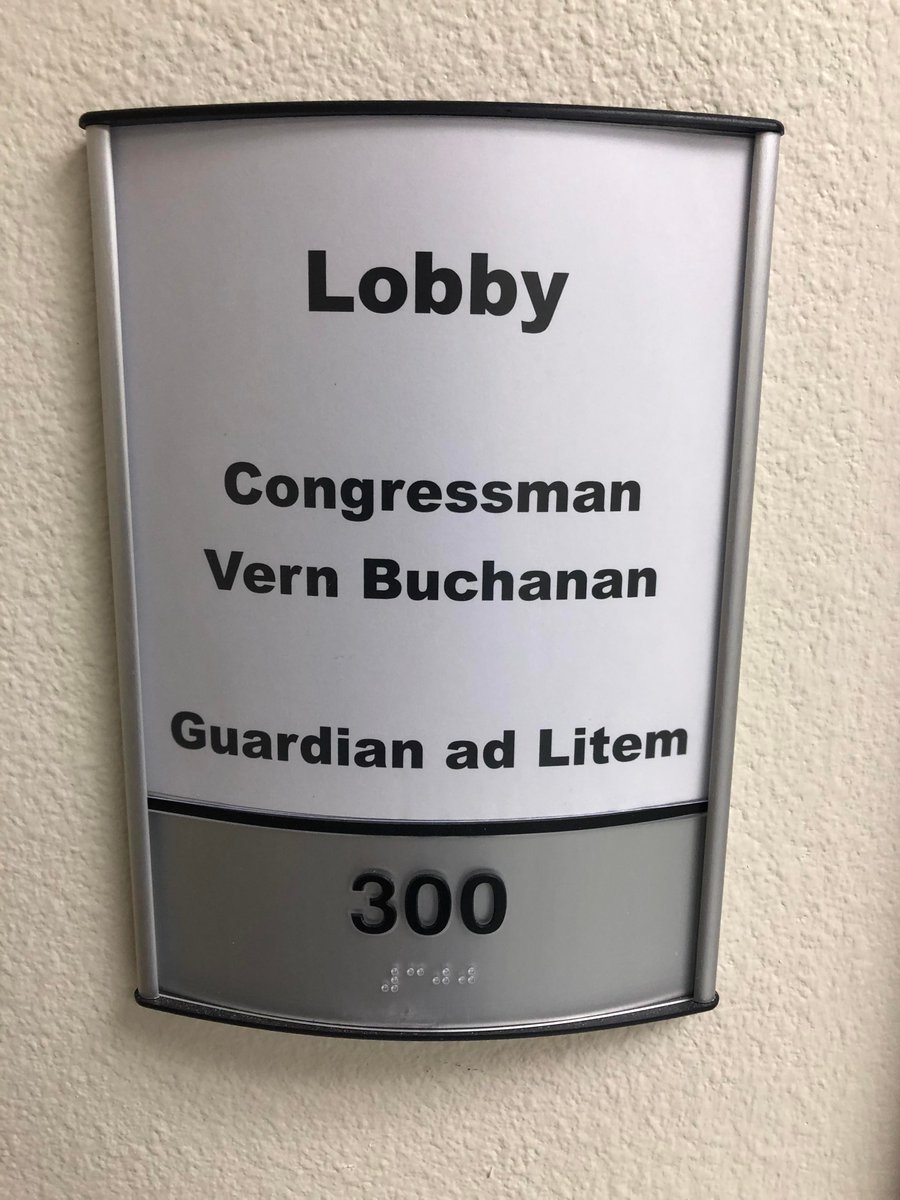 Lobby
Congressman
Vern Buchanan
Guardian ad Litem
300
⠼⠉⠚⠚